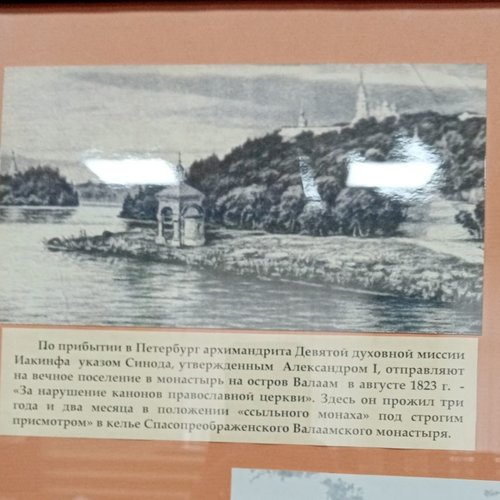 По прибытии в Петербург архимандрита Девятой духовной миссии
Иакинфа указом Синода, утвержденным Александром I, отправляют
на вечное поселение в монастырь на остров Валаам в августе 1823 г. -
«За нарушение канонов православной церкви». Здесь он прожил три
года и два месяца в положении «ссыльного монаха» под строгим
присмотром» в келье Спасопреображенского Валаамского монастыря.